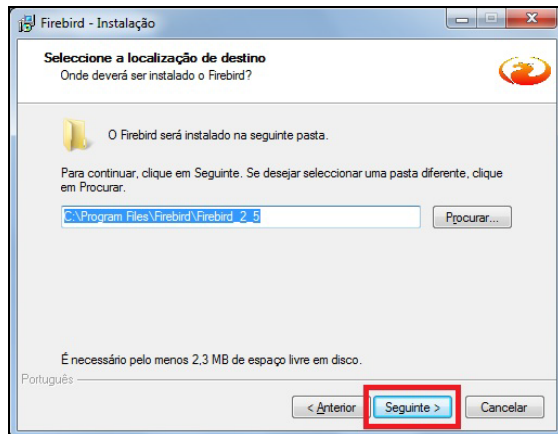 Firebird - Instalação
Seleccione a localização de destino
Onde deverá ser instalado o Firebird?
O Firebird será instalado na seguinte pasta.
Para continuar, clique em Seguinte. Se desejar seleccionar uma pasta diferente, clique
em Procurar.
C:\Program Files\Firebird\Firebird_2_5
Procurar...
É necessário pelo menos 2,3 MB de espaço livre em disco.
Português
< Anterior Seguinte > Cancelar